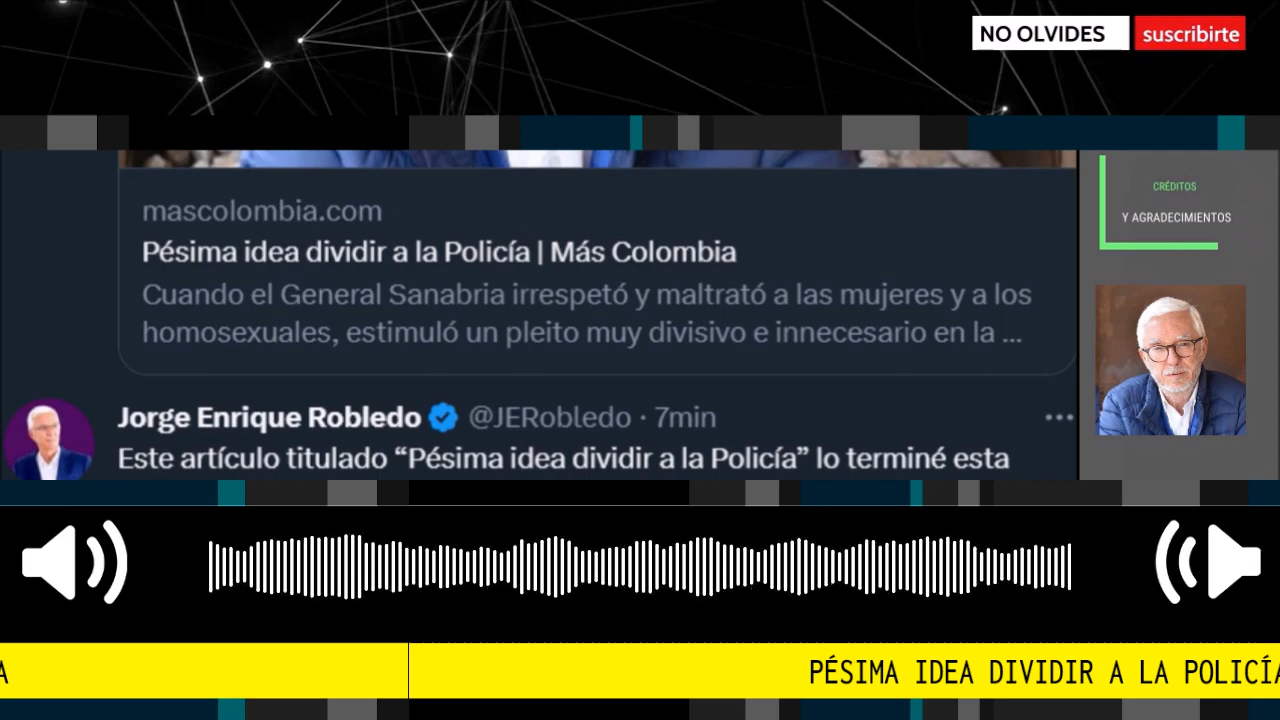 NO OLVIDES suscribirte
mascolombia.com
Pésima idea dividir a la Policía | Más Colombia
Cuando el General Sanabria irrespetó y maltrató a las mujeres y a los
homosexuales, estimuló un pleito muy divisivo e innecesario en la ...
Jorge Enrique Robledo @JERobledo · 7min
Este artículo titulado “Pésima idea dividir a la Policía” lo terminé esta
CRÉDITOS
Y AGRADECIMIENTOS
A PÉSIMA IDEA DIVIDIR A LA POLICÍA